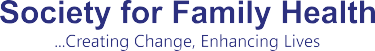 Society for Family Health
...Creating Change, Enhancing Lives